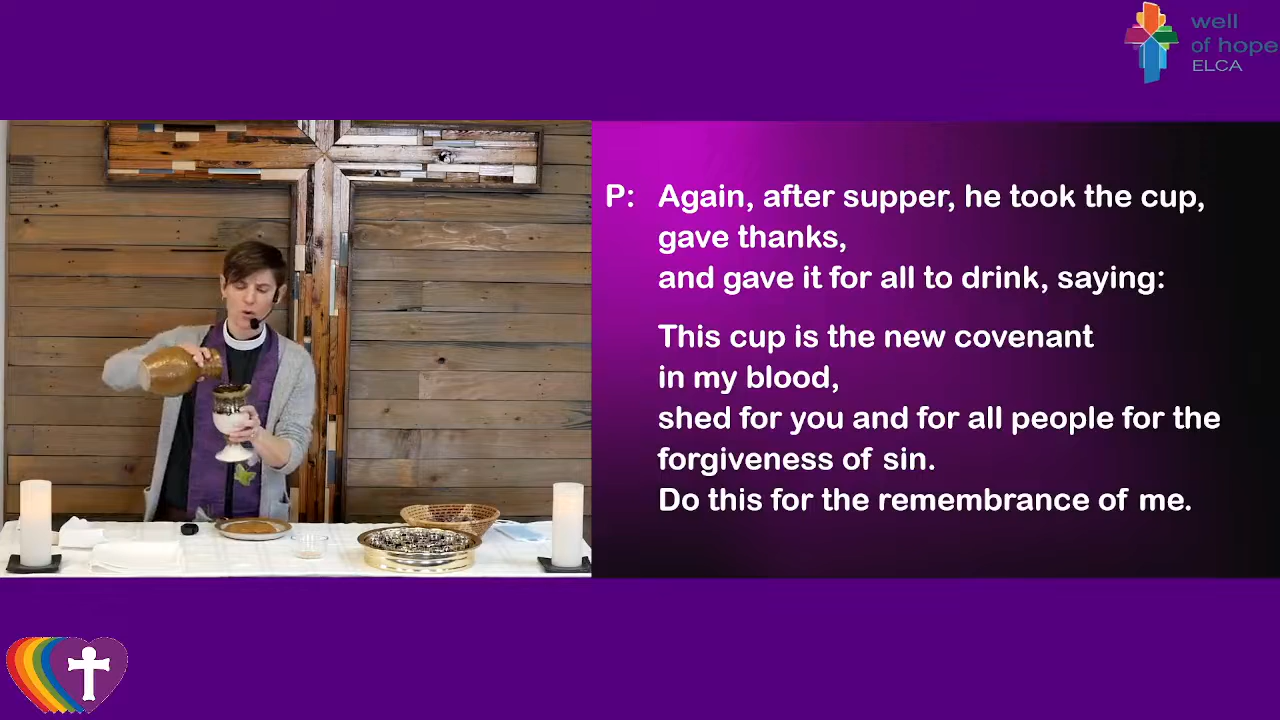 well
of hope
ELCA
P: Again, after supper, he took the cup,
gave thanks,
and gave it for all to drink, saying:
This cup is the new covenant
in my blood,
shed for you and for all people for the
forgiveness of sin.
Do this for the remembrance of me.